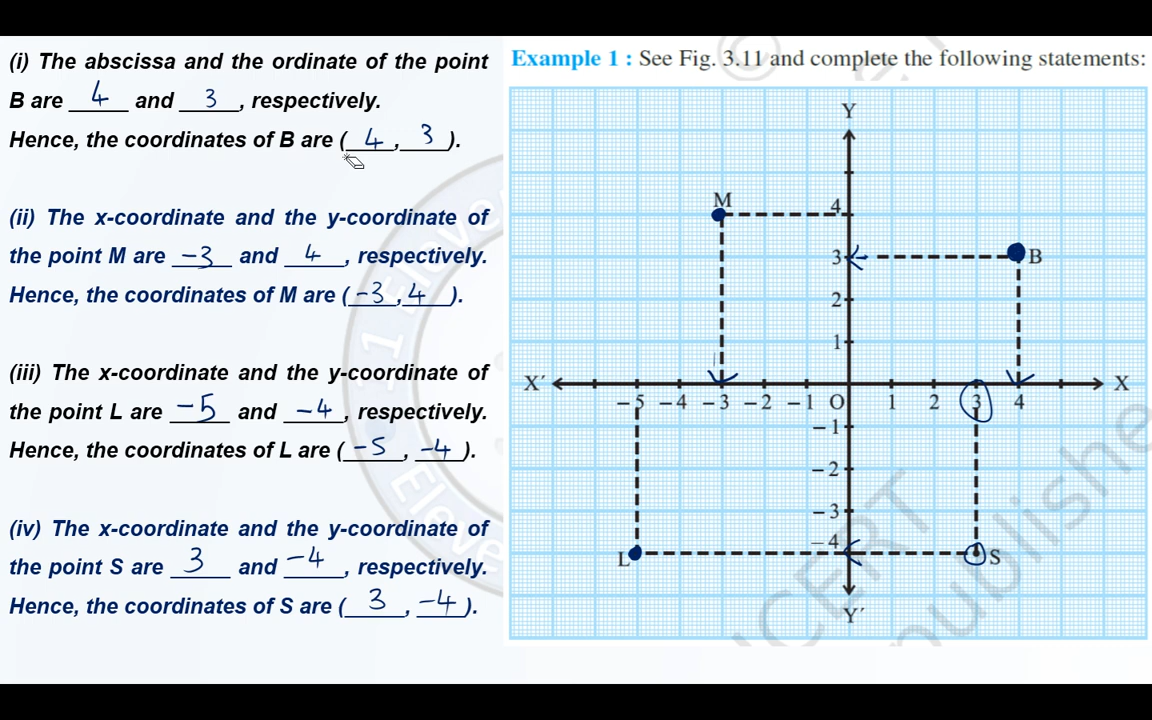 (i) The abscissa and the ordinate of the point
B are 4 and 3, respectively.
Hence, the coordinates of B are (4, 3).
(ii) The x-coordinate and the y-coordinate of
the point M are -3 and 4, respectively.
Hence, the coordinates of M are (-3, 4).
(iii) The x-coordinate and the y-coordinate of
the point L are -5 and -4, respectively.
Hence, the coordinates of L are (-5, -4).
(iv) The x-coordinate and the y-coordinate of
the point S are 3 and -4, respectively.
Hence, the coordinates of S are (3, -4).
Example 1 : See Fig. 3.11 and complete the following statements:
Y
M
4
3
B
2
1
X′
X
-5 -4 -3 -2 -1 O 1 2 3 4
-1
-2
-3
-4
L
S
Y′